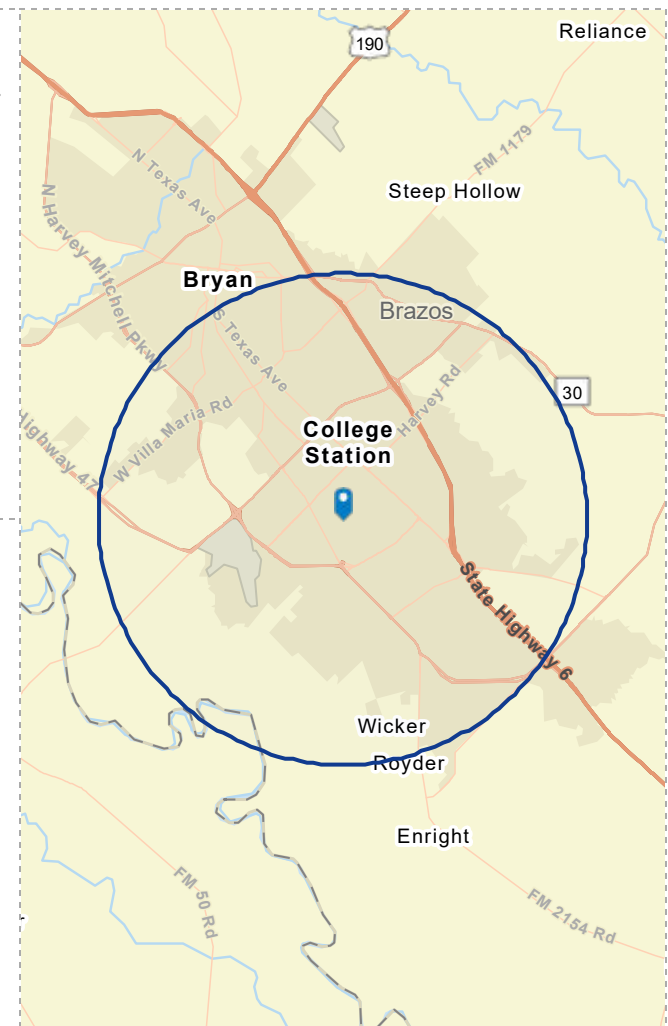 Reliance
190
FM 1179
N Texas Ave
Steep Hollow
N Harvey Mitchell Pkwy
Bryan
Brazos
S Texas Ave
30
Harvey Rd
W Villa Maria Rd
College
Station
Highway 47
State Highway 6
Wicker
Royder
Enright
FM 50 Rd
FM 2154 Rd